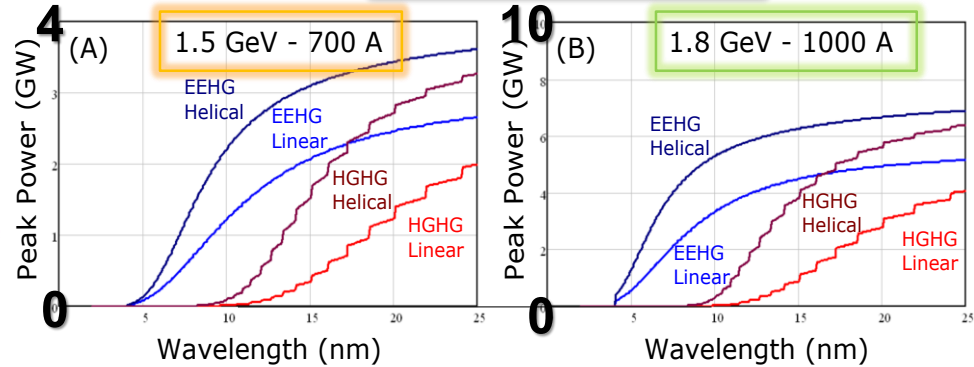 4
Peak Power (GW)
(A)
1.5 GeV - 700 A
EEHG
Helical
EEHG
Linear
HGHG
Helical
HGHG
Linear
3
2
1
0
5
10
15
20
25
Wavelength (nm)
10
Peak Power (GW)
(B)
1.8 GeV - 1000 A
EEHG
Helical
EEHG
Linear
HGHG
Helical
HGHG
Linear
8
6
4
2
0
5
10
15
20
25
Wavelength (nm)